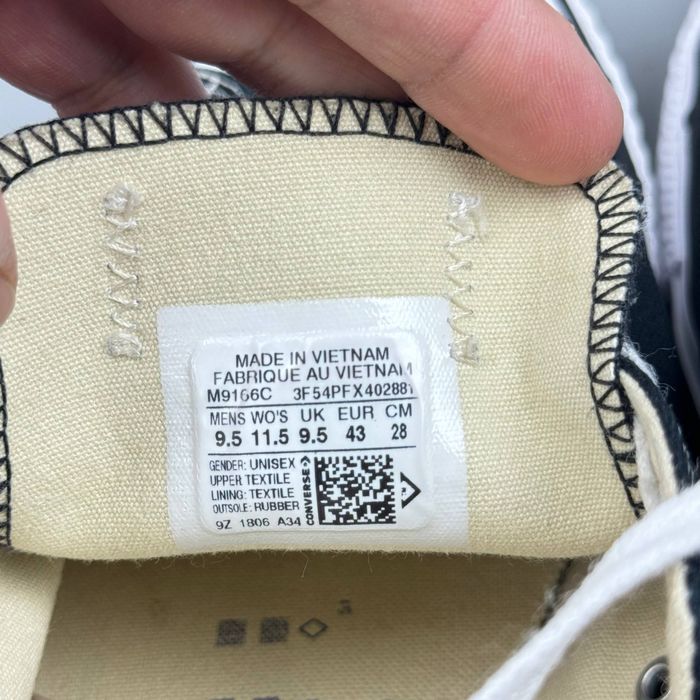 MADE IN VIETNAM
FABRIQUE AU VIETNAM
M9166C 3F54PFX402881
MENS WO'S UK EUR CM
9.5 11.5 9.5 43 28
GENDER: UNISEX
UPPER TEXTILE
LINING: TEXTILE
OUTSOLE: RUBBER
9Z 1806 A34
CONVERSE